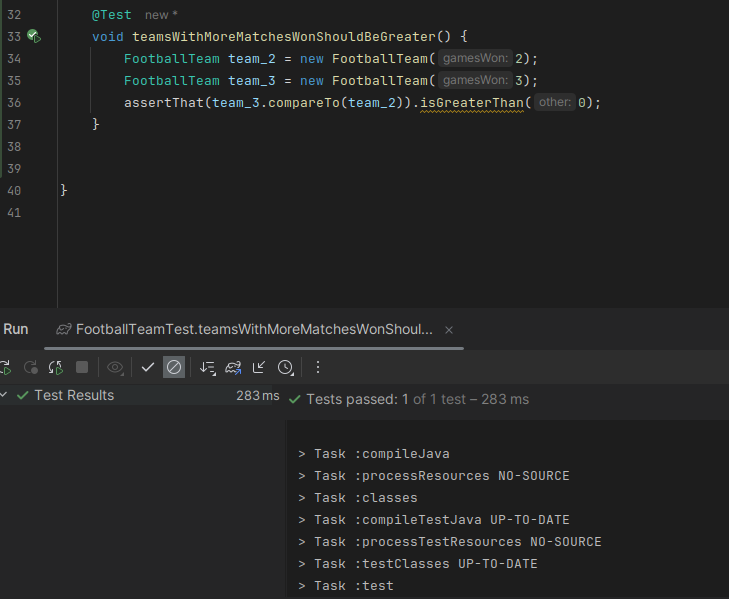 32 @Test new *
33 void teamsWithMoreMatchesWonShouldBeGreater() {
34 FootballTeam team_2 = new FootballTeam( gamesWon: 2);
35 FootballTeam team_3 = new FootballTeam( gamesWon: 3);
36 assertThat(team_3.compareTo(team_2)).isGreaterThan( other: 0);
37 }
38
39
40 }
41
Run FootballTeamTest.teamsWithMoreMatchesWonShoul... ×
Test Results 283 ms
Tests passed: 1 of 1 test – 283 ms
> Task :compileJava
> Task :processResources NO-SOURCE
> Task :classes
> Task :compileTestJava UP-TO-DATE
> Task :processTestResources NO-SOURCE
> Task :testClasses UP-TO-DATE
> Task :test